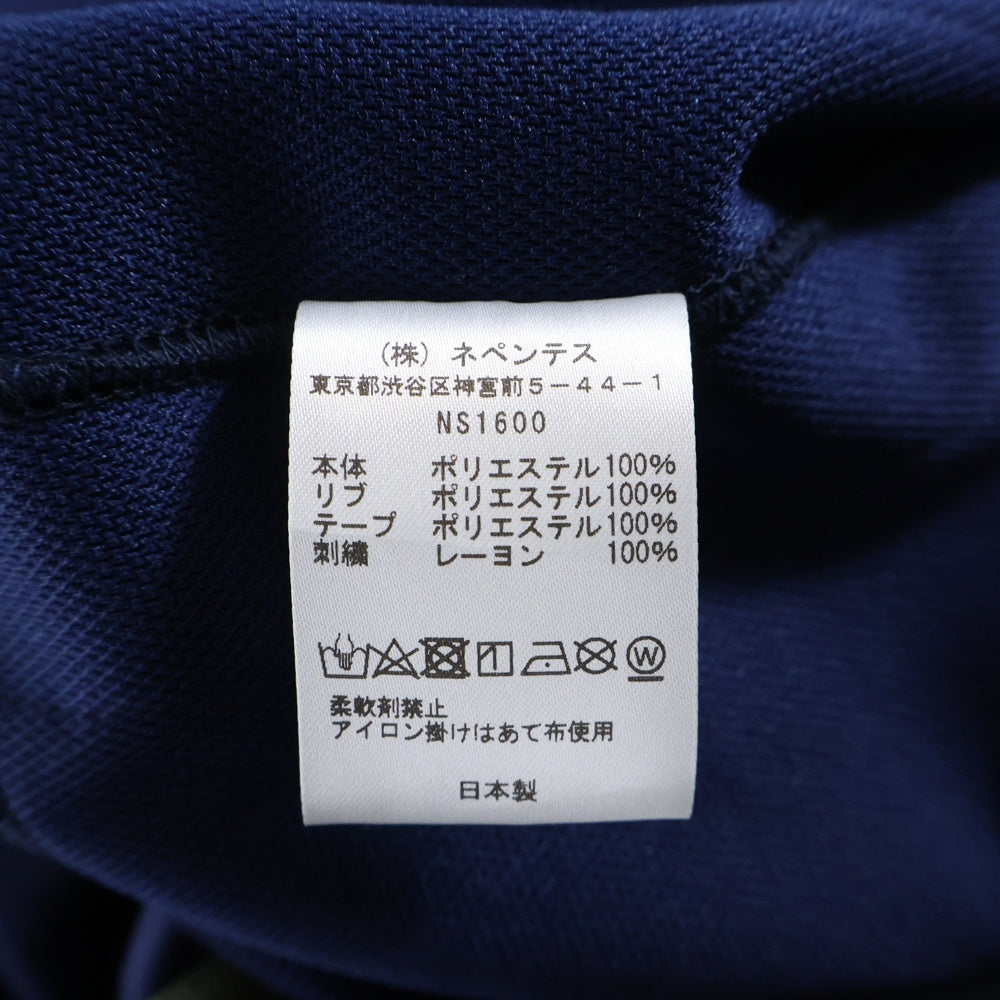 (株) ネペンテス
東京都渋谷区神宮前5-44-1
NS1600
本体 ポリエステル100%
リブ ポリエステル100%
テープ ポリエステル100%
刺繍 レーヨン 100%
W
柔軟剤禁止
アイロン掛けはあて布使用
日本製